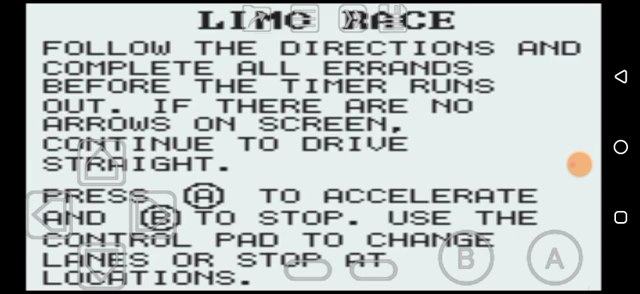 LIMO RACE
FOLLOW THE DIRECTIONS AND
COMPLETE ALL ERRANDS
BEFORE THE TIMER RUNS
OUT. IF THERE ARE NO
ARROWS ON SCREEN,
CONTINUE TO DRIVE
STRAIGHT.
PRESS (A) TO ACCELERATE
AND (B) TO STOP. USE THE
CONTROL PAD TO CHANGE
LANES OR STOP AT
LOCATIONS.
B A